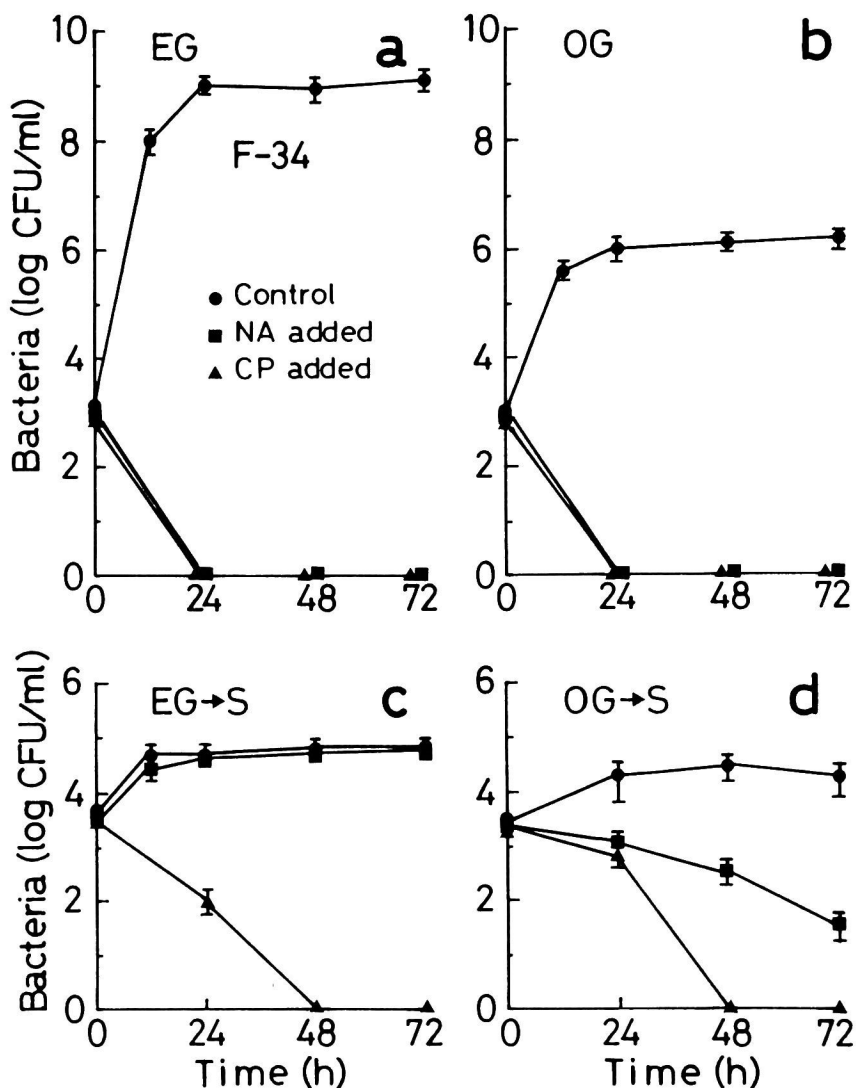 EG
a
10
8
6
4
2
0
Bacteria (log CFU/ml)
F-34
Control
NA added
CP added
0 24 48 72
OG
b
10
8
6
4
2
0
0 24 48 72
EG→S
c
6
4
2
0
Bacteria (log CFU/ml)
0 24 48 72
Time (h)
OG→S
d
6
4
2
0
0 24 48 72
Time (h)